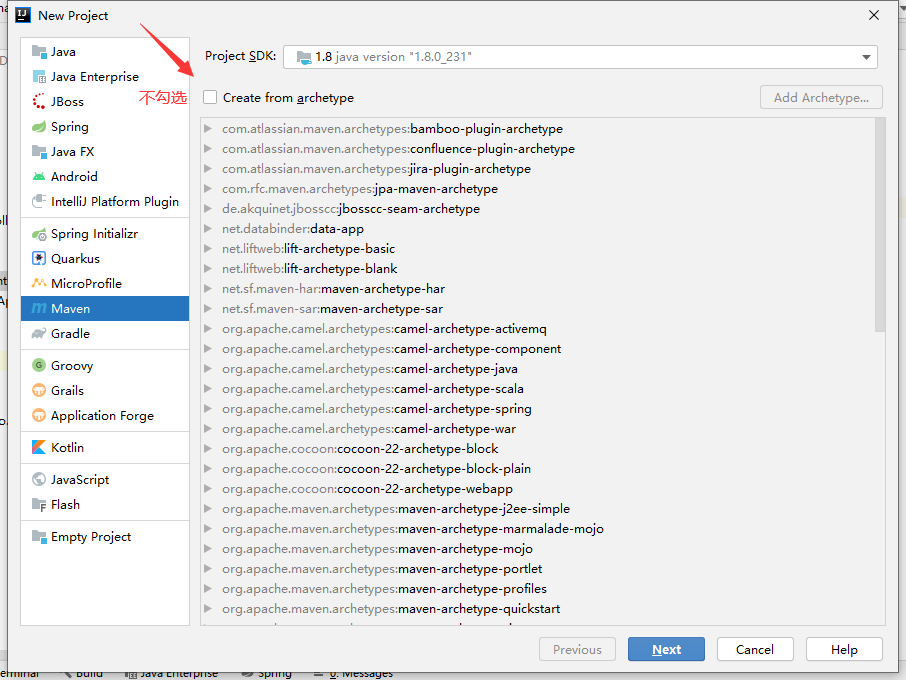 New Project
Java
Java Enterprise
JBoss
Spring
Java FX
Android
IntelliJ Platform Plugin
Spring Initializr
Quarkus
MicroProfile
Maven
Gradle
Groovy
Grails
Application Forge
Kotlin
JavaScript
Flash
Empty Project
不勾选
Project SDK: 1.8 java version "1.8.0_231"
Create from archetype
Add Archetype...
com.atlassian.maven.archetypes:bamboo-plugin-archetype
com.atlassian.maven.archetypes:confluence-plugin-archetype
com.atlassian.maven.archetypes:jira-plugin-archetype
com.rfc.maven.archetypes:jpa-maven-archetype
de.akquinet.jbosscc:jbosscc-seam-archetype
net.databinder:data-app
net.liftweb:lift-archetype-basic
net.liftweb:lift-archetype-blank
net.sf.maven-har:maven-archetype-har
net.sf.maven-sar:maven-archetype-sar
org.apache.camel.archetypes:camel-archetype-activemq
org.apache.camel.archetypes:camel-archetype-component
org.apache.camel.archetypes:camel-archetype-java
org.apache.camel.archetypes:camel-archetype-scala
org.apache.camel.archetypes:camel-archetype-spring
org.apache.camel.archetypes:camel-archetype-war
org.apache.cocoon:cocoon-22-archetype-block
org.apache.cocoon:cocoon-22-archetype-block-plain
org.apache.cocoon:cocoon-22-archetype-webapp
org.apache.maven.archetypes:maven-archetype-j2ee-simple
org.apache.maven.archetypes:maven-archetype-marmalade-mojo
org.apache.maven.archetypes:maven-archetype-mojo
org.apache.maven.archetypes:maven-archetype-portlet
org.apache.maven.archetypes:maven-archetype-profiles
org.apache.maven.archetypes:maven-archetype-quickstart
Previous
Next
Cancel
Help
Build
Java Enterprise
Spring
0: Messages